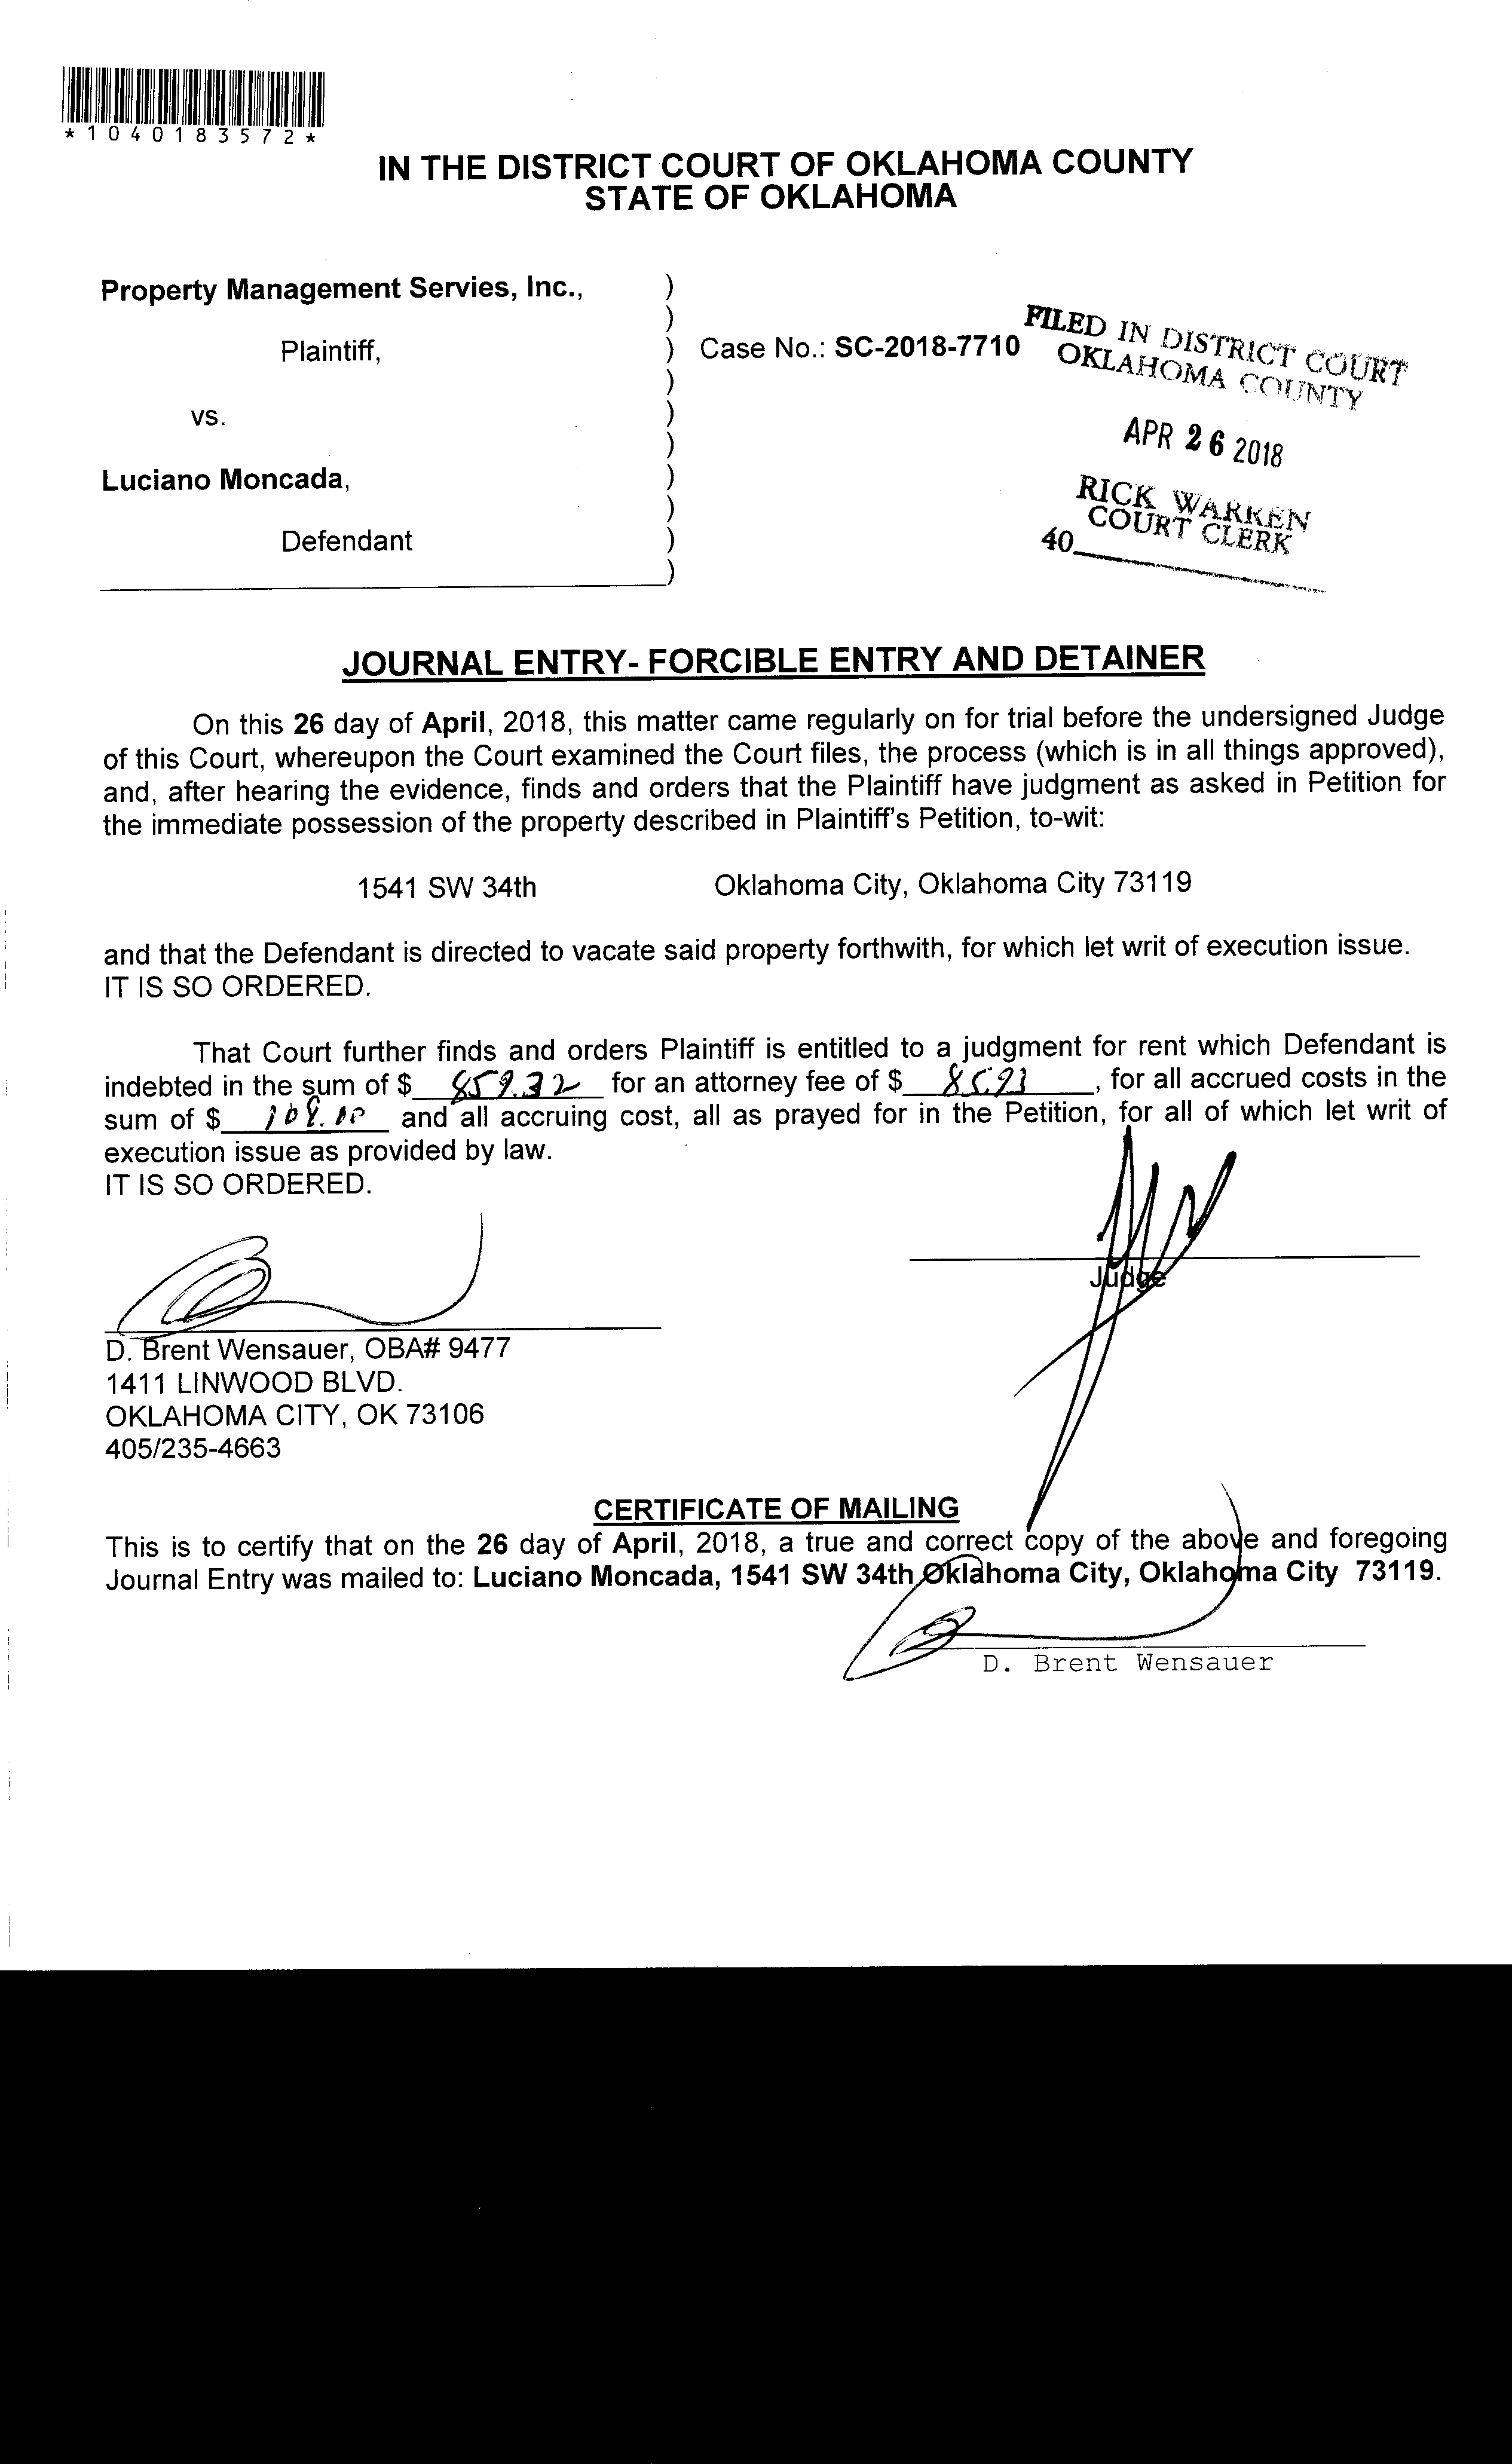 *1040183572*
IN THE DISTRICT COURT OF OKLAHOMA COUNTY
STATE OF OKLAHOMA
Property Management Servies, Inc., )
)
Plaintiff, ) Case No.: SC-2018-7710
)
vs. )
)
Luciano Moncada, )
)
Defendant )
)
FILED IN DISTRICT COURT
OKLAHOMA COUNTY
APR 26 2018
RICK WARREN
COURT CLERK
40
JOURNAL ENTRY- FORCIBLE ENTRY AND DETAINER
On this 26 day of April, 2018, this matter came regularly on for trial before the undersigned Judge
of this Court, whereupon the Court examined the Court files, the process (which is in all things approved),
and, after hearing the evidence, finds and orders that the Plaintiff have judgment as asked in Petition for
the immediate possession of the property described in Plaintiff's Petition, to-wit:
1541 SW 34th Oklahoma City, Oklahoma City 73119
and that the Defendant is directed to vacate said property forthwith, for which let writ of execution issue.
IT IS SO ORDERED.
That Court further finds and orders Plaintiff is entitled to a judgment for rent which Defendant is
indebted in the sum of $ 859.32 for an attorney fee of $ 85.93, for all accrued costs in the
sum of $ and all accruing cost, all as prayed for in the Petition, for all of which let writ of
execution issue as provided by law.
IT IS SO ORDERED.
Judge
D. Brent Wensauer, OBA# 9477
1411 LINWOOD BLVD.
OKLAHOMA CITY, OK 73106
405/235-4663
CERTIFICATE OF MAILING
This is to certify that on the 26 day of April, 2018, a true and correct copy of the above and foregoing
Journal Entry was mailed to: Luciano Moncada, 1541 SW 34th Oklahoma City, Oklahoma City 73119.
D. Brent Wensauer